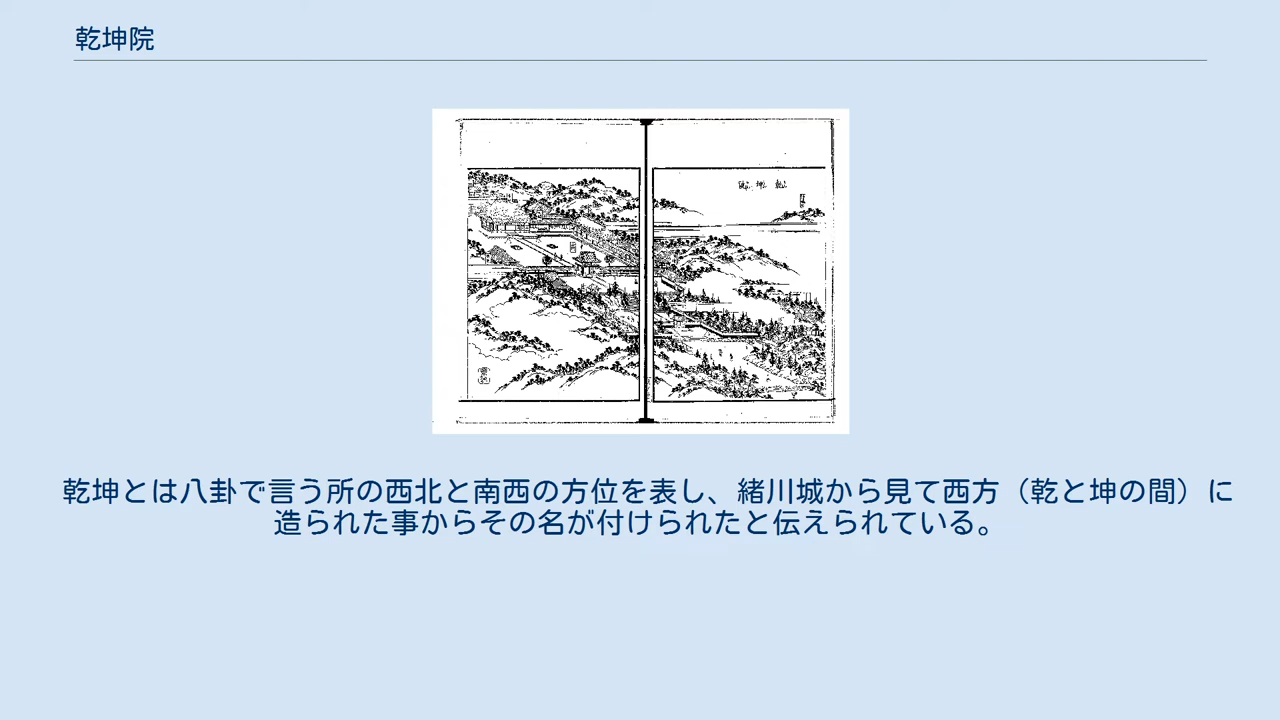 乾坤院
乾坤院
乾坤とは八卦で言う所の西北と南西の方位を表し、緒川城から見て西方（乾と坤の間）に
造られた事からその名が付けられたと伝えられている。